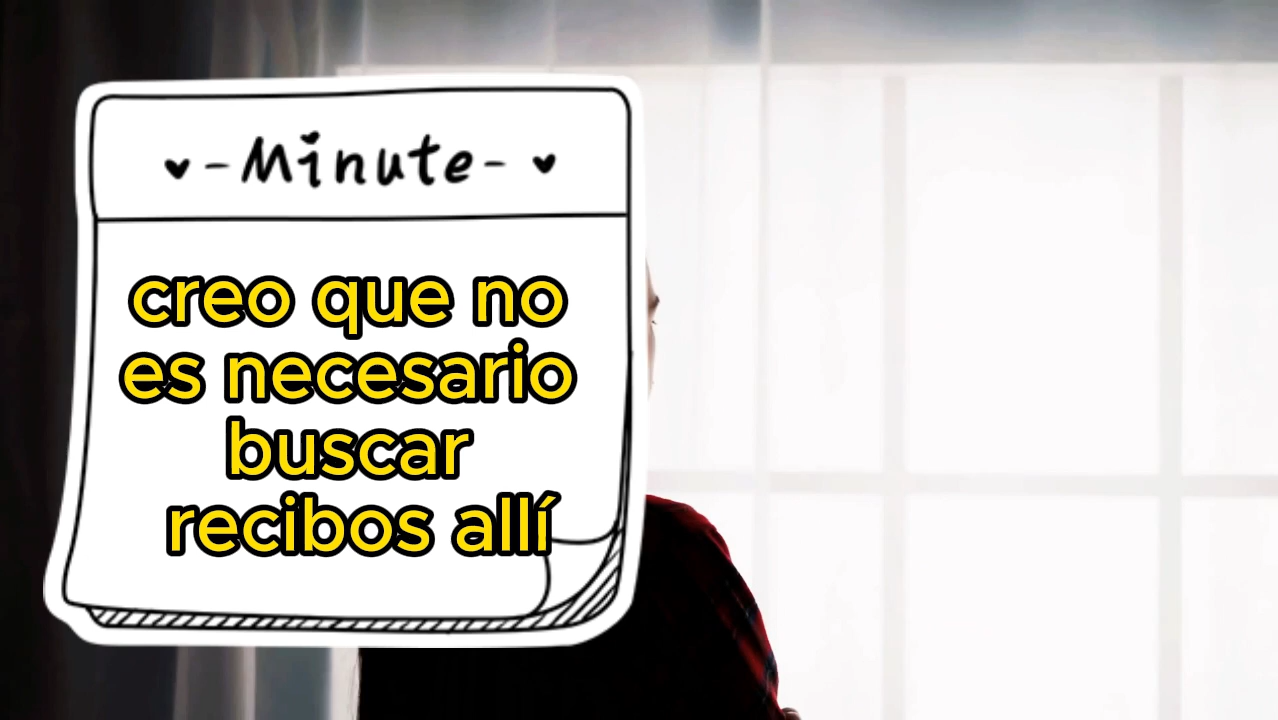 -Minute-
creo que no
es necesario
buscar
recibos allí